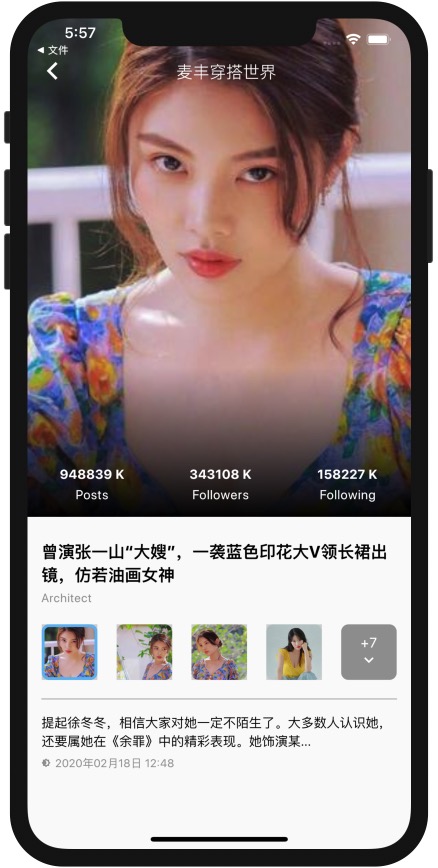 5:57
◀ 文件
麦丰穿搭世界
948839 K
343108 K
158227 K
Posts
Followers
Following
曾演张一山“大嫂”，一袭蓝色印花大V领长裙出
镜，仿若油画女神
Architect
+7
提起徐冬冬，相信大家对她一定不陌生了。大多数人认识她，
还要属她在《余罪》中的精彩表现。她饰演某...
2020年02月18日 12:48